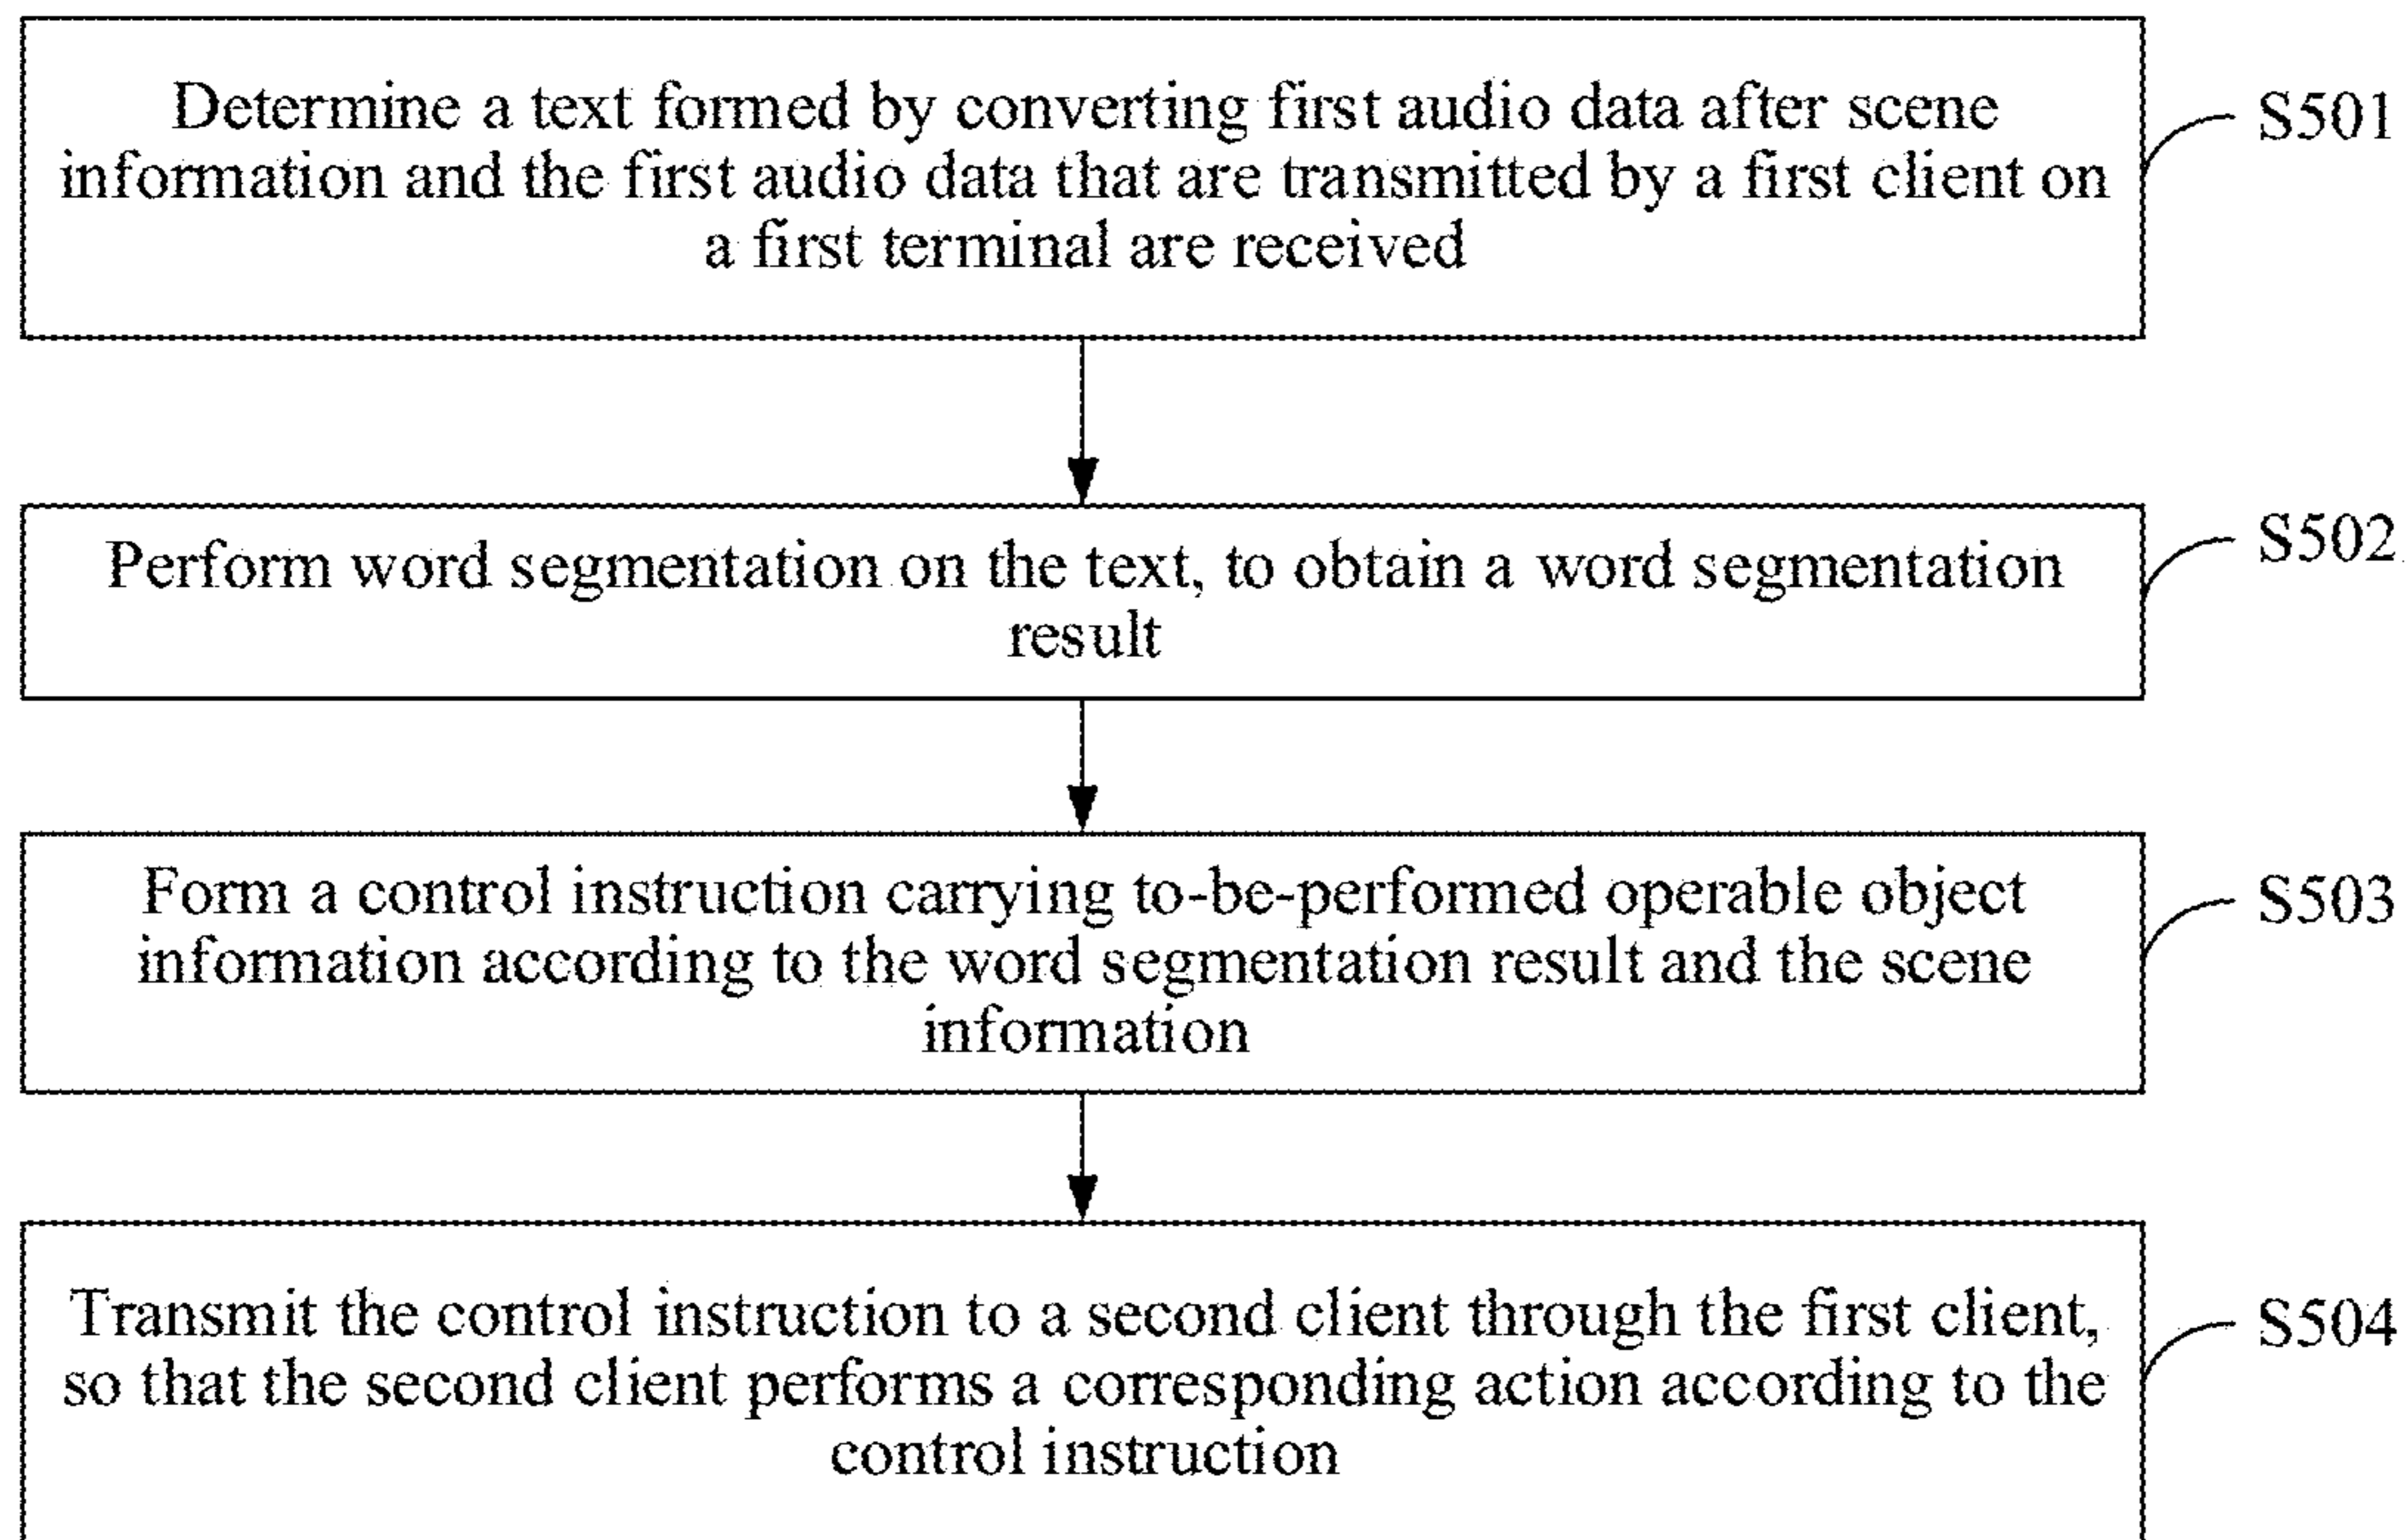 Determine a text formed by converting first audio data after scene
information and the first audio data that are transmitted by a first client on
a first terminal are received
S501
Perform word segmentation on the text, to obtain a word segmentation
result
S502
Form a control instruction carrying to-be-performed operable object
information according to the word segmentation result and the scene
information
S503
Transmit the control instruction to a second client through the first client,
so that the second client performs a corresponding action according to the
control instruction
S504